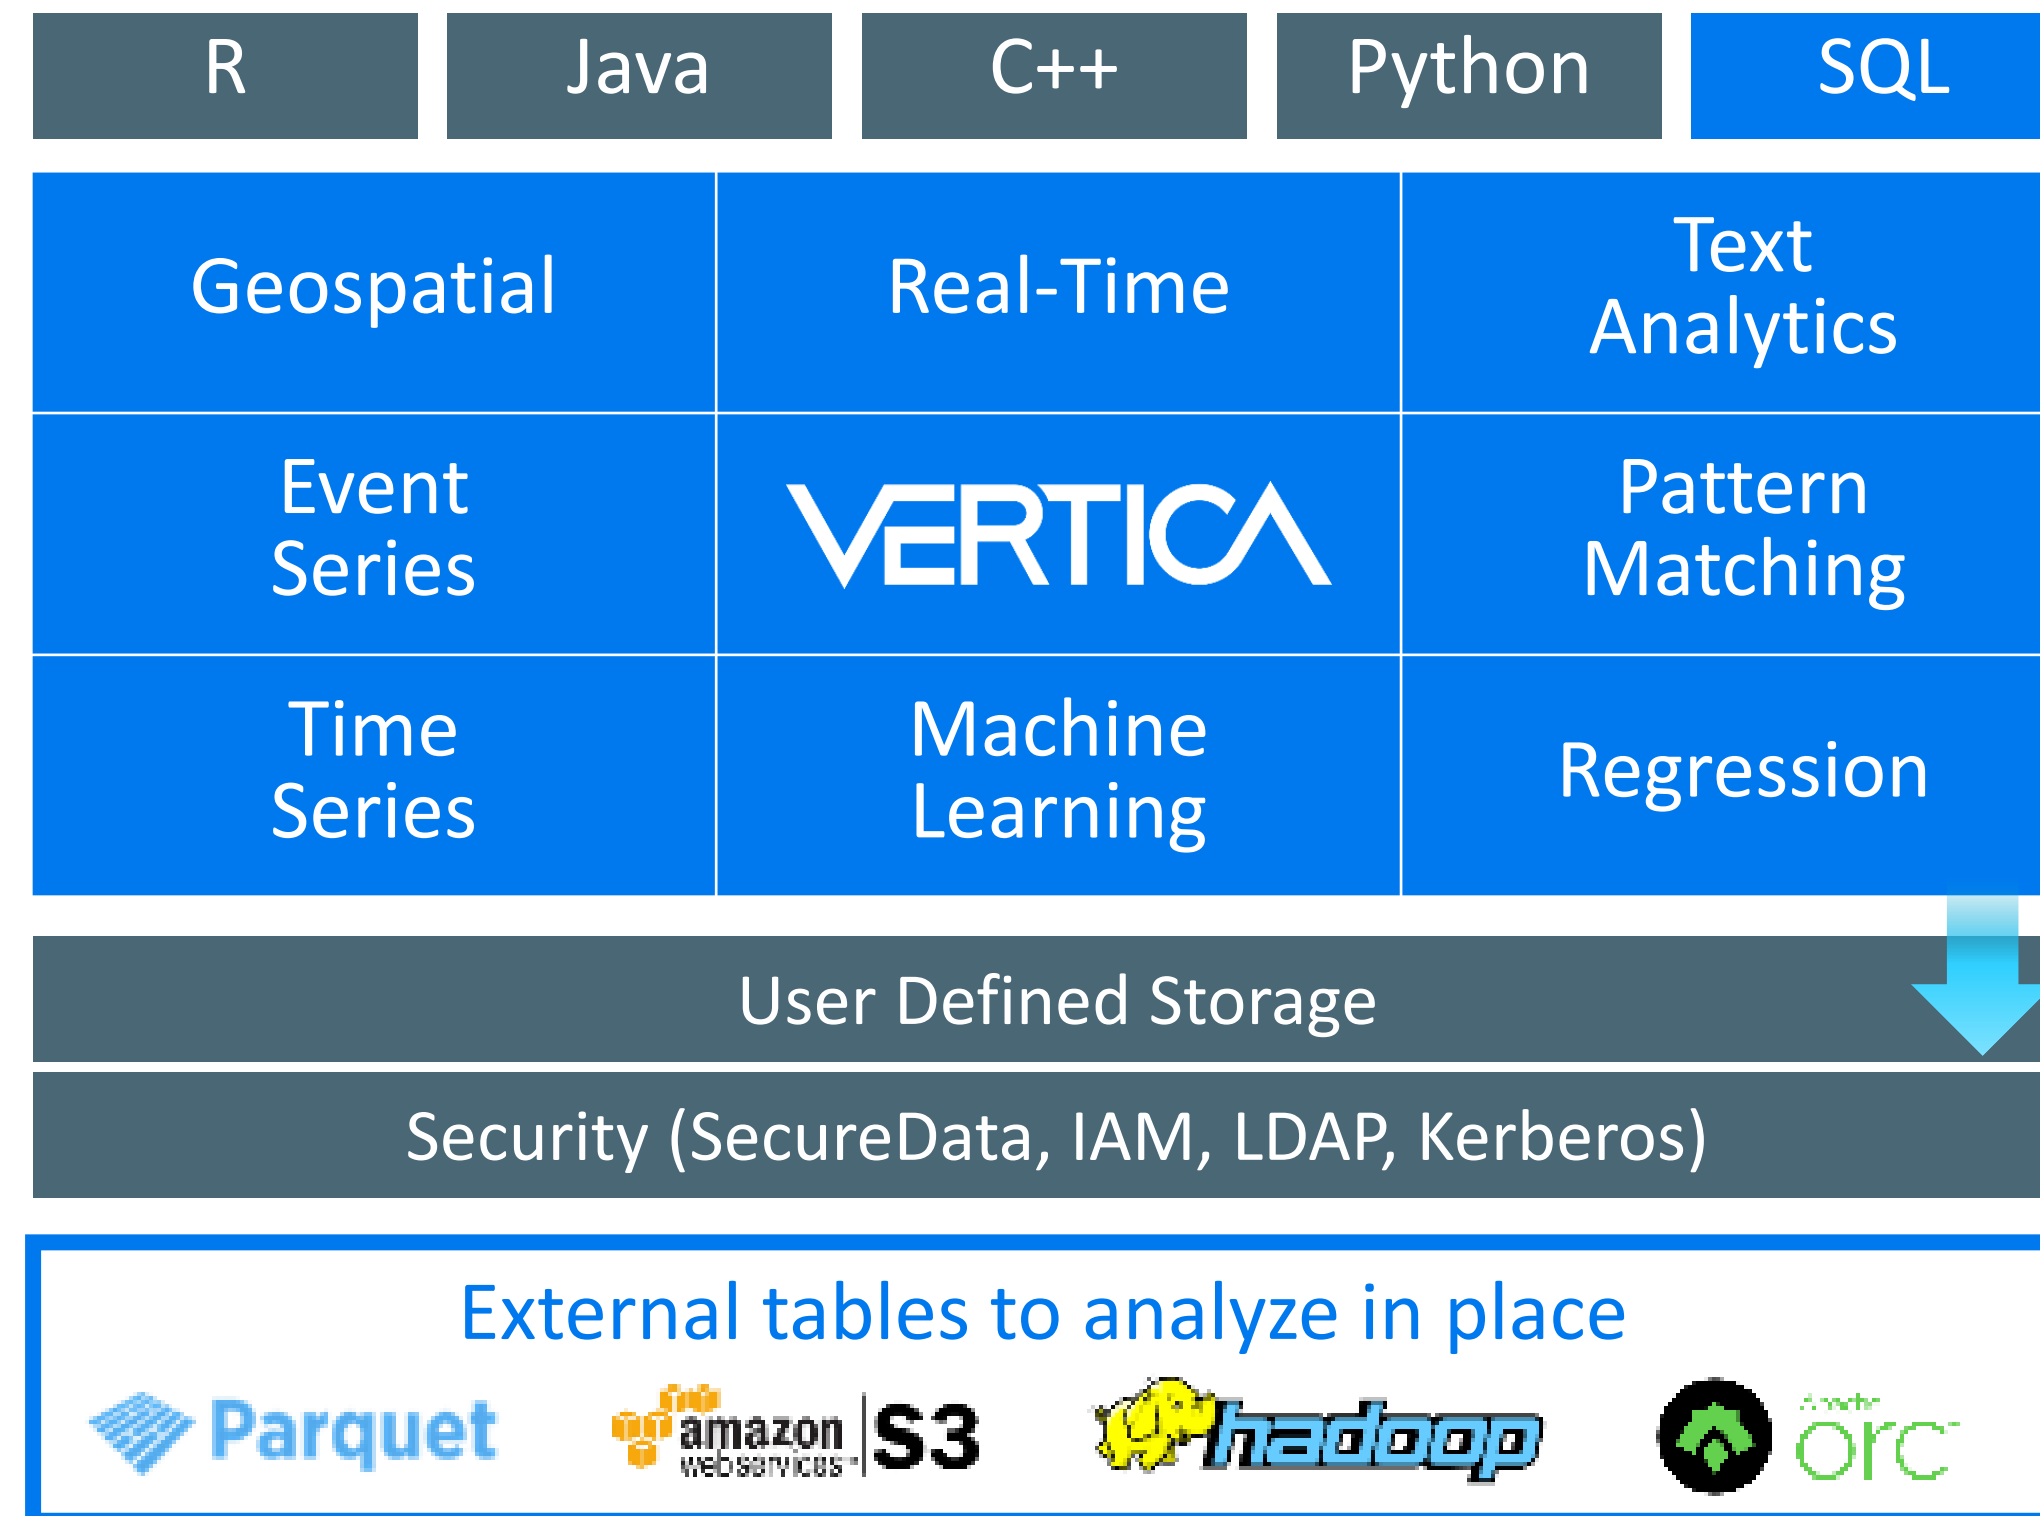 R
Java
C++
Python
SQL
Geospatial
Real-Time
Text
Analytics
Event
Series
VERTICA
Pattern
Matching
Time
Series
Machine
Learning
Regression
User Defined Storage
Security (SecureData, IAM, LDAP, Kerberos)
External tables to analyze in place
Parquet
amazon
webservices
S3
hadoop
Apache
orc